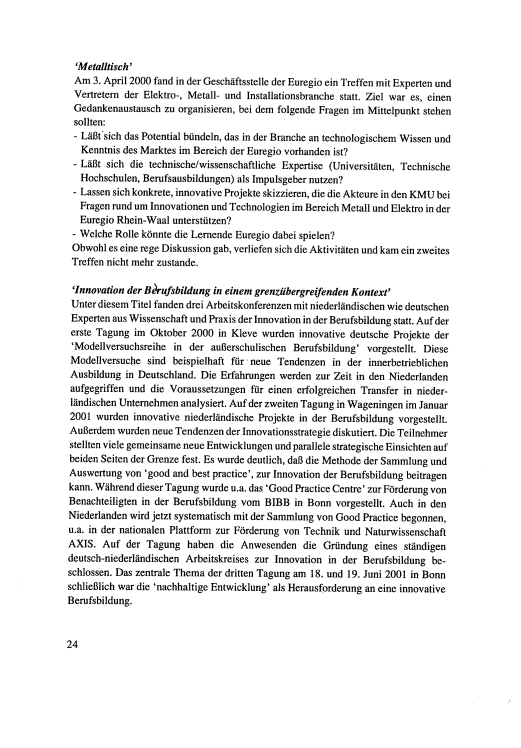 ‘Metalltisch’
Am 3. April 2000 fand in der Geschäftsstelle der Euregio ein Treffen mit Experten und
Vertretern der Elektro-, Metall- und Installationsbranche statt. Ziel war es, einen
Gedankenaustausch zu organisieren, bei dem folgende Fragen im Mittelpunkt stehen
sollten:
- Läßt sich das Potential bündeln, das in der Branche an technologischem Wissen und
Kenntnis des Marktes im Bereich der Euregio vorhanden ist?
- Läßt sich die technische/wissenschaftliche Expertise (Universitäten, Technische
Hochschulen, Berufsausbildungen) als Impulsgeber nutzen?
- Lassen sich konkrete, innovative Projekte skizzieren, die die Akteure in den KMU bei
Fragen rund um Innovationen und Technologien im Bereich Metall und Elektro in der
Euregio Rhein-Waal unterstützen?
- Welche Rolle könnte die Lernende Euregio dabei spielen?
Obwohl es eine rege Diskussion gab, verliefen sich die Aktivitäten und kam ein zweites
Treffen nicht mehr zustande.
‘Innovation der Berufsbildung in einem grenzübergreifenden Kontext’
Unter diesem Titel fanden drei Arbeitskonferenzen mit niederländischen wie deutschen
Experten aus Wissenschaft und Praxis der Innovation in der Berufsbildung statt. Auf der
erste Tagung im Oktober 2000 in Kleve wurden innovative deutsche Projekte der
‘Modellversuchsreihe in der außerschulischen Berufsbildung’ vorgestellt. Diese
Modellversuche sind beispielhaft für neue Tendenzen in der innerbetrieblichen
Ausbildung in Deutschland. Die Erfahrungen werden zur Zeit in den Niederlanden
aufgegriffen und die Voraussetzungen für einen erfolgreichen Transfer in nieder-
ländischen Unternehmen analysiert. Auf der zweiten Tagung in Wageningen im Januar
2001 wurden innovative niederländische Projekte in der Berufsbildung vorgestellt.
Außerdem wurden neue Tendenzen der Innovationsstrategie diskutiert. Die Teilnehmer
stellten viele gemeinsame neue Entwicklungen und parallele strategische Einsichten auf
beiden Seiten der Grenze fest. Es wurde deutlich, daß die Methode der Sammlung und
Auswertung von ‘good and best practice’, zur Innovation der Berufsbildung beitragen
kann. Während dieser Tagung wurde u.a. das ‘Good Practice Centre’ zur Förderung von
Benachteiligten in der Berufsbildung vom BIBB in Bonn vorgestellt. Auch in den
Niederlanden wird jetzt systematisch mit der Sammlung von Good Practice begonnen,
u.a. in der nationalen Plattform zur Förderung von Technik und Naturwissenschaft
AXIS. Auf der Tagung haben die Anwesenden die Gründung eines ständigen
deutsch-niederländischen Arbeitskreises zur Innovation in der Berufsbildung be-
schlossen. Das zentrale Thema der dritten Tagung am 18. und 19. Juni 2001 in Bonn
schließlich war die ‘nachhaltige Entwicklung’ als Herausforderung an eine innovative
Berufsbildung.
24